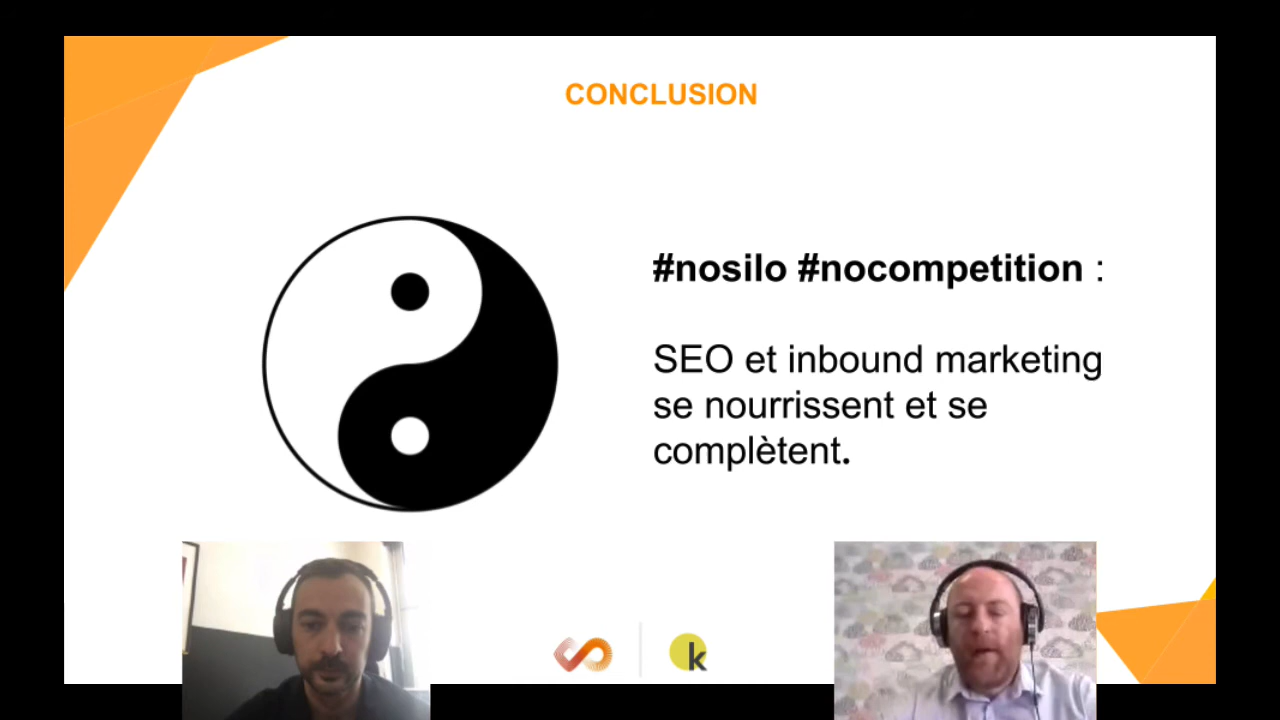 CONCLUSION
#nosilo #nocompetition :
SEO et inbound marketing
se nourrissent et se
complètent.
k